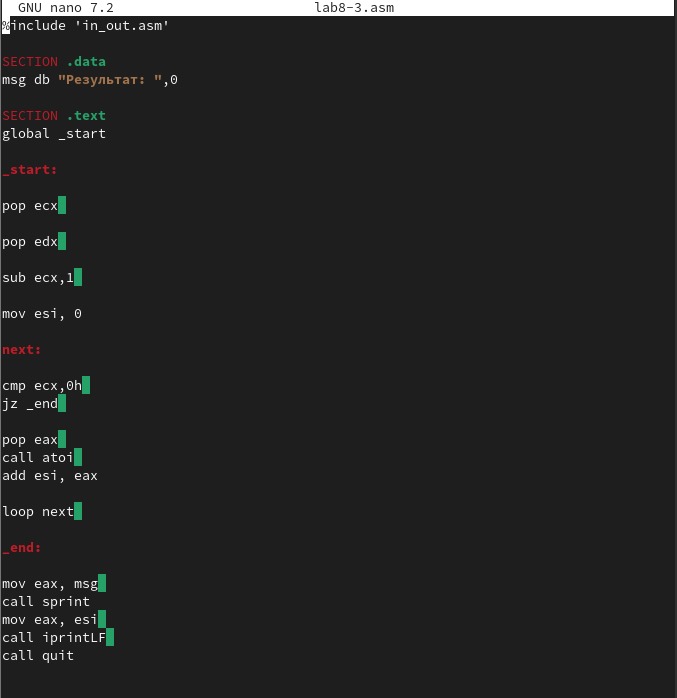 GNU nano 7.2 lab8-3.asm
%include 'in_out.asm'
SECTION .data
msg db "Результат: ",0
SECTION .text
global _start
_start:
pop ecx
pop edx
sub ecx,1
mov esi, 0
next:
cmp ecx,0h
jz _end
pop eax
call atoi
add esi, eax
loop next
_end:
mov eax, msg
call sprint
mov eax, esi
call iprintLF
call quit